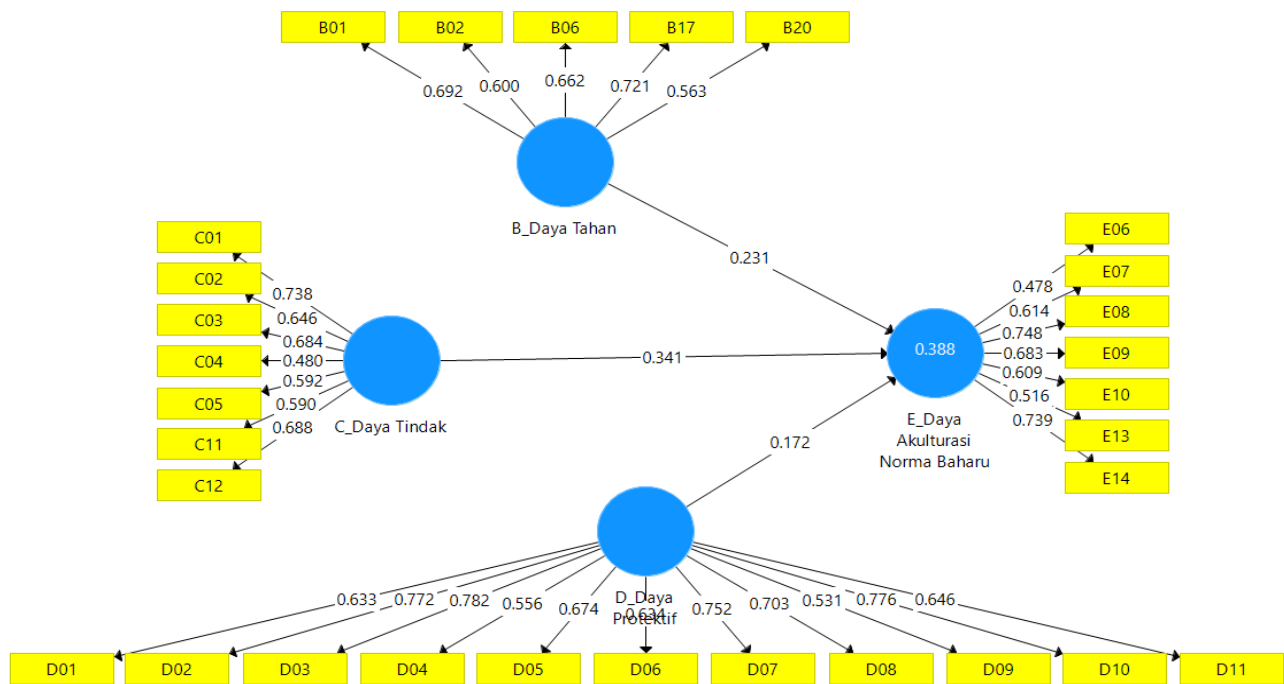 B01 B02 B06 B17 B20
0.692 0.600 0.662 0.721 0.563
B_Daya Tahan
C01
C02
C03
C04
C05
C11
C12
0.738
0.646
0.684
0.480
0.592
0.590
0.688
C_Daya Tindak
0.231
0.341
0.172
0.388
E_Daya
Akulturasi
Norma Baharu
0.478
0.614
0.748
0.683
0.609
0.516
0.739
E06
E07
E08
E09
E10
E13
E14
D_Daya
Protektif
0.633 0.772 0.782 0.556 0.674 0.634 0.752 0.703 0.531 0.776 0.646
D01 D02 D03 D04 D05 D06 D07 D08 D09 D10 D11